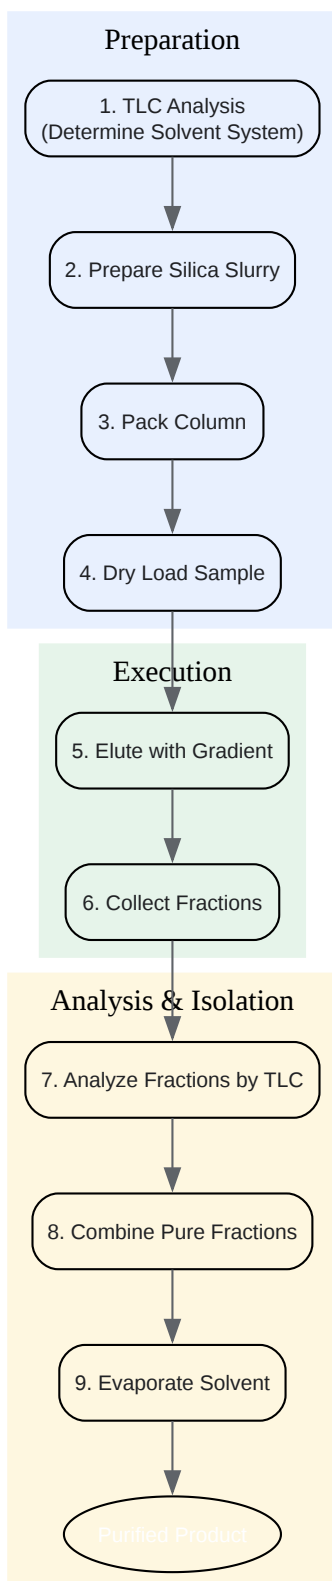 Preparation
1. TLC Analysis
(Determine Solvent System)
2. Prepare Silica Slurry
3. Pack Column
4. Dry Load Sample
Execution
5. Elute with Gradient
6. Collect Fractions
Analysis & Isolation
7. Analyze Fractions by TLC
8. Combine Pure Fractions
9. Evaporate Solvent
Purified Product